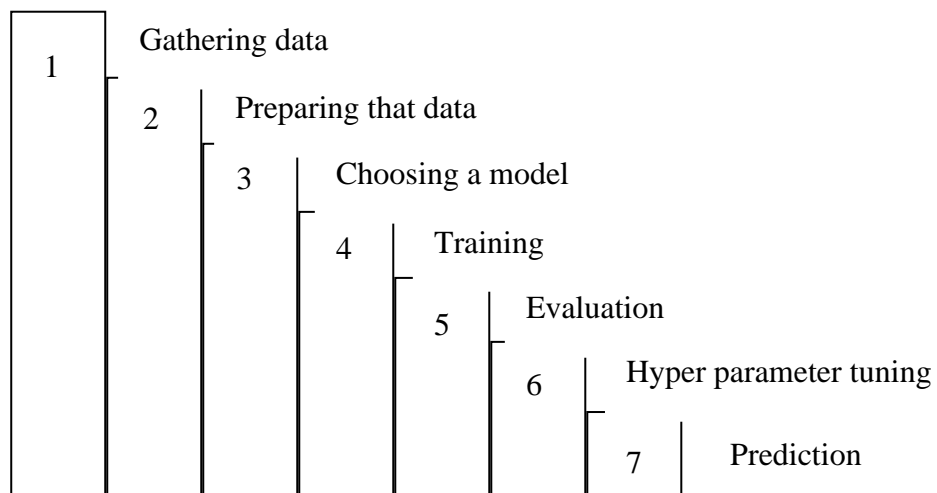 1 Gathering data
2 Preparing that data
3 Choosing a model
4 Training
5 Evaluation
6 Hyper parameter tuning
7 Prediction